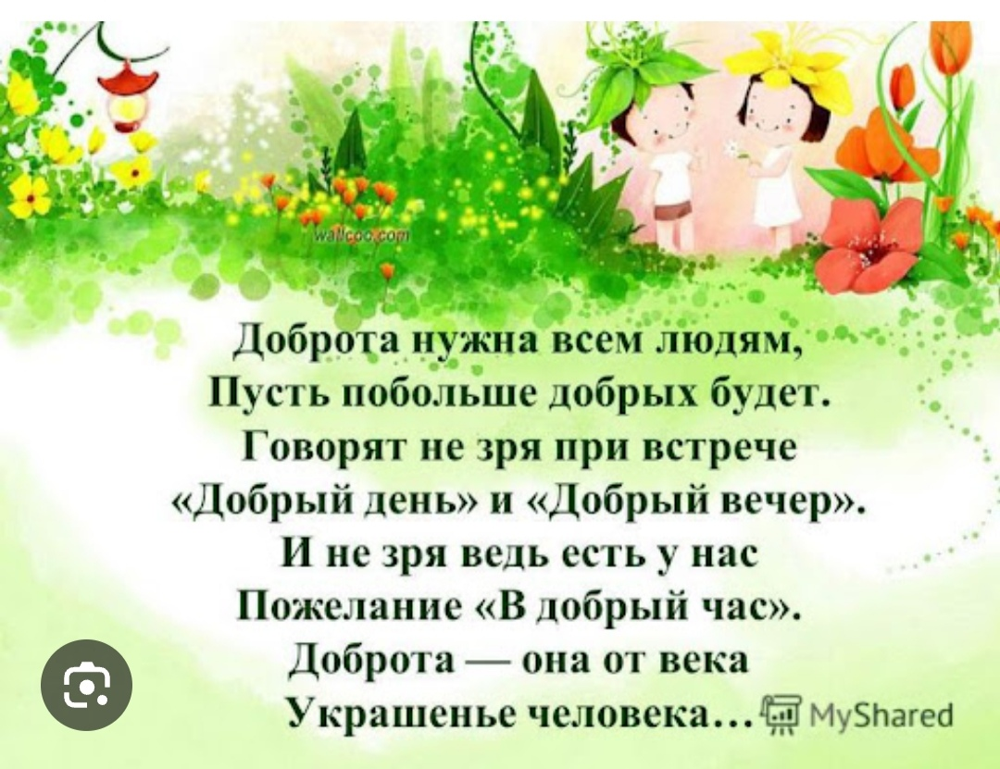 wallcoo.com
Доброта нужна всем людям,
Пусть побольше добрых будет.
Говорят не зря при встрече
«Добрый день» и «Добрый вечер».
И не зря ведь есть у нас
Пожелание «В добрый час».
Доброта — она от века
Украшенье человека...
MyShared